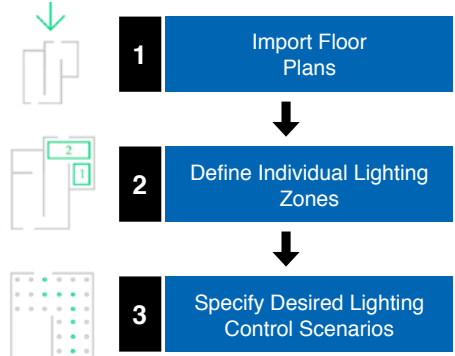 1
Import Floor
Plans
2
1
2
Define Individual Lighting
Zones
3
Specify Desired Lighting
Control Scenarios